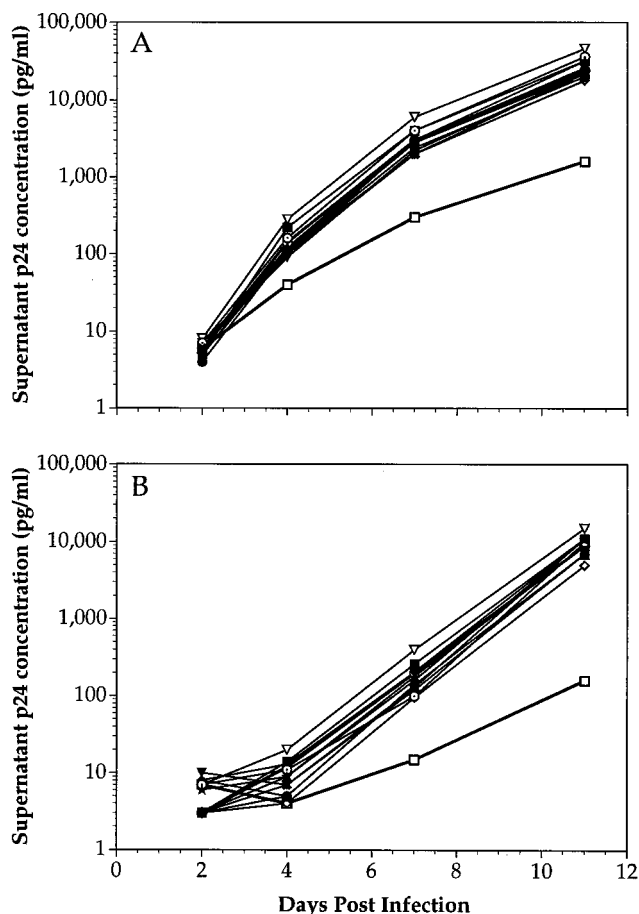 100,000
A
10,000
1,000
100
10
1
Supernatant p24 concentration (pg/ml)
100,000
B
10,000
1,000
100
10
1
Supernatant p24 concentration (pg/ml)
0 2 4 6 8 10 12
Days Post Infection